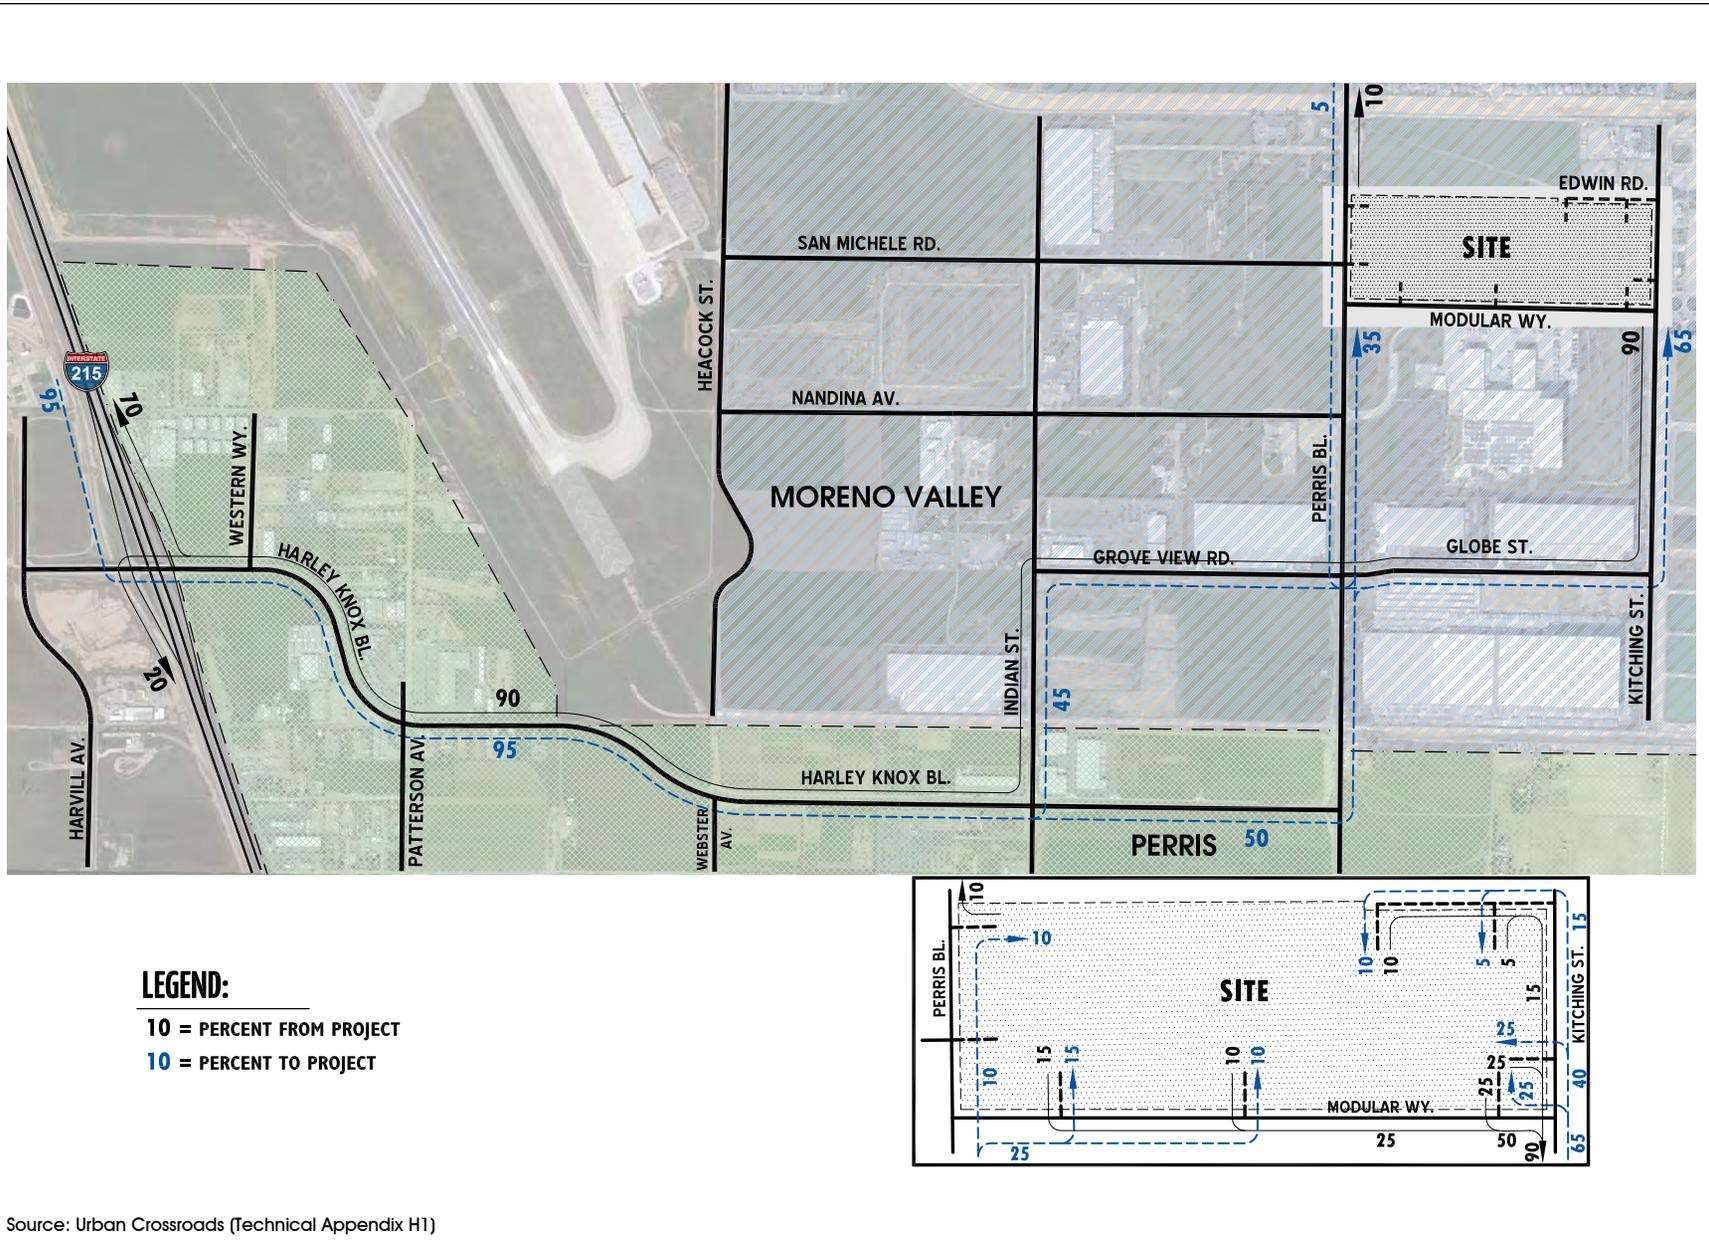 5
10
EDWIN RD.
SITE
SAN MICHELE RD.
MODULAR WY.
HEACOCK ST.
35
90
65
INTERSTATE
215
95
70
NANDINA AV.
WESTERN WY.
PERRIS BL.
MORENO VALLEY
HARLEY KNOX BL.
GROVE VIEW RD.
GLOBE ST.
20
90
95
INDIAN ST.
45
KITCHING ST.
HARVILL AV.
PATTERSON AV.
HARLEY KNOX BL.
WEBSTER
AV.
PERRIS
50
10
PERRIS BL.
10
10
10
5
5
15
KITCHING ST.
SITE
15
25
15
15
10
10
25
25
25
40
10
MODULAR WY.
25
25
50
90
65
LEGEND:
10 = PERCENT FROM PROJECT
10 = PERCENT TO PROJECT
Source: Urban Crossroads (Technical Appendix H1)